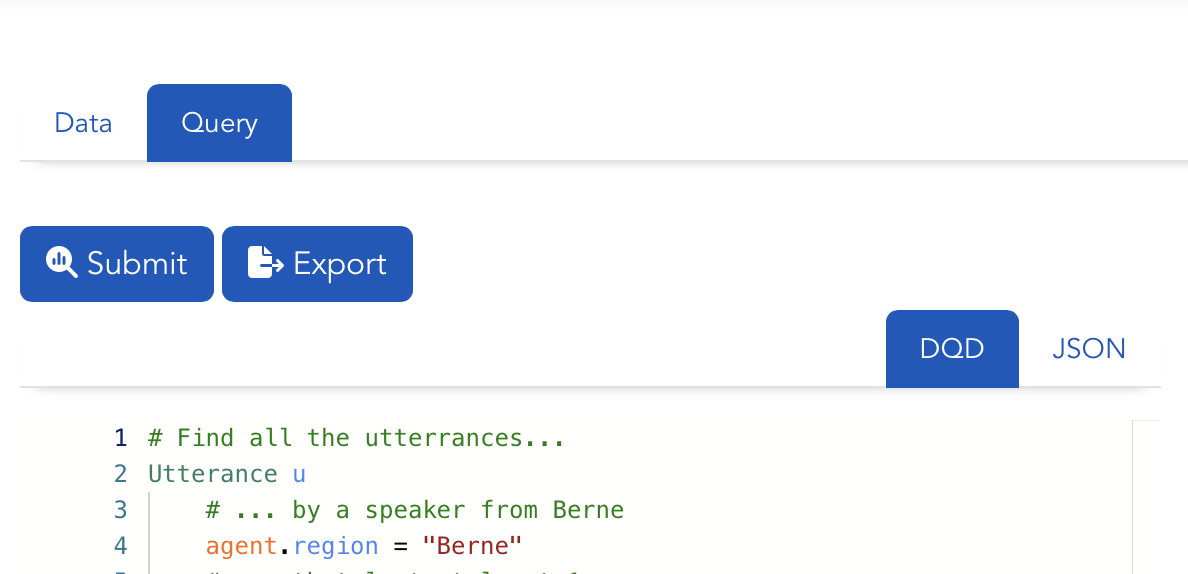 Data Query
Submit Export
DQD JSON
1 # Find all the utterrances...
2 Utterance u
3 # ... by a speaker from Berne
4 agent.region = "Berne"